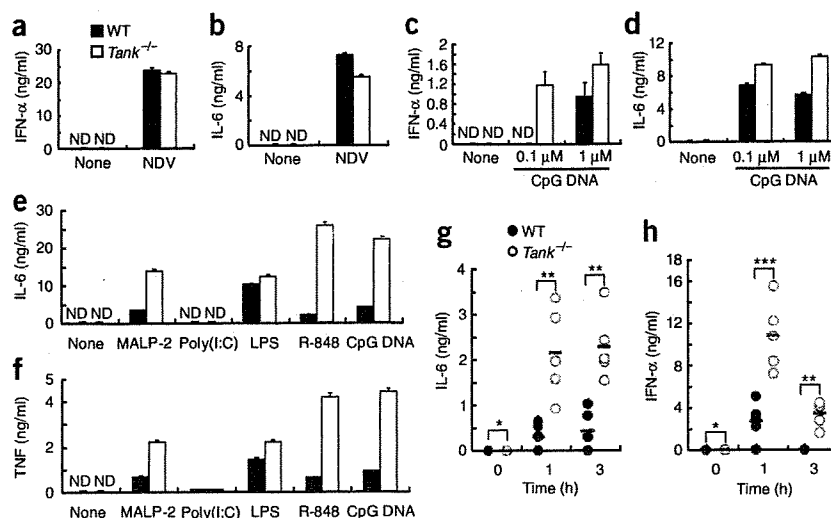 a
WT
Tank–/–
IFN-α (ng/ml)
30
20
10
0
ND ND
None
NDV
b
IL-6 (ng/ml)
8
4
0
ND ND
None
NDV
c
IFN-α (ng/ml)
2
1.6
1.2
0.8
0.4
0
ND ND
ND
None
0.1 μM
1 μM
CpG DNA
d
IL-6 (ng/ml)
12
8
4
0
None
0.1 μM
1 μM
CpG DNA
e
IL-6 (ng/ml)
30
20
10
0
ND ND
ND ND
None
MALP-2
Poly(I:C)
LPS
R-848
CpG DNA
f
TNF (ng/ml)
5
4
2
0
ND ND
None
MALP-2
Poly(I:C)
LPS
R-848
CpG DNA
WT
Tank–/–
g
IL-6 (ng/ml)
4
3
2
1
0
*
**
**
0
1
3
Time (h)
h
IFN-α (ng/ml)
18
12
8
4
0
*
***
**
0
1
3
Time (h)